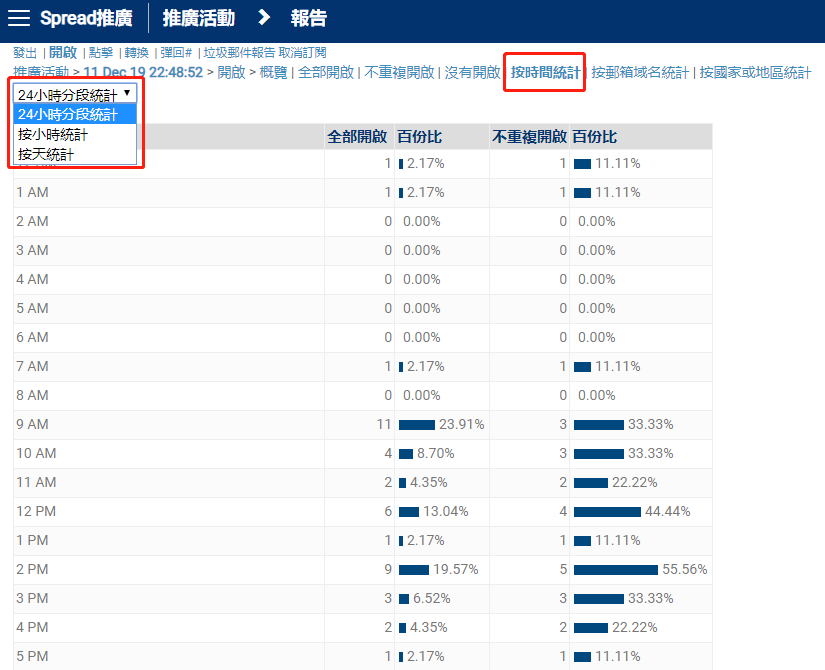 Spread推廣 推廣活動 報告
發出 | 開啟 | 點擊 | 轉換 | 彈回# | 垃圾郵件報告 取消訂閱
推廣活動 > 11 Dec 19 22:48:52 > 開啟 > 概覽 | 全部開啟 | 不重複開啟 | 沒有開啟 按時間統計 | 按郵箱域名統計 | 按國家或地區統計
24小時分段統計
24小時分段統計
按小時統計
按天統計
全部開啟 百份比 不重複開啟 百份比
1 2.17% 1 11.11%
1 AM 1 2.17% 1 11.11%
2 AM 0 0.00% 0 0.00%
3 AM 0 0.00% 0 0.00%
4 AM 0 0.00% 0 0.00%
5 AM 0 0.00% 0 0.00%
6 AM 0 0.00% 0 0.00%
7 AM 1 2.17% 1 11.11%
8 AM 0 0.00% 0 0.00%
9 AM 11 23.91% 3 33.33%
10 AM 4 8.70% 3 33.33%
11 AM 2 4.35% 2 22.22%
12 PM 6 13.04% 4 44.44%
1 PM 1 2.17% 1 11.11%
2 PM 9 19.57% 5 55.56%
3 PM 3 6.52% 3 33.33%
4 PM 2 4.35% 2 22.22%
5 PM 1 2.17% 1 11.11%